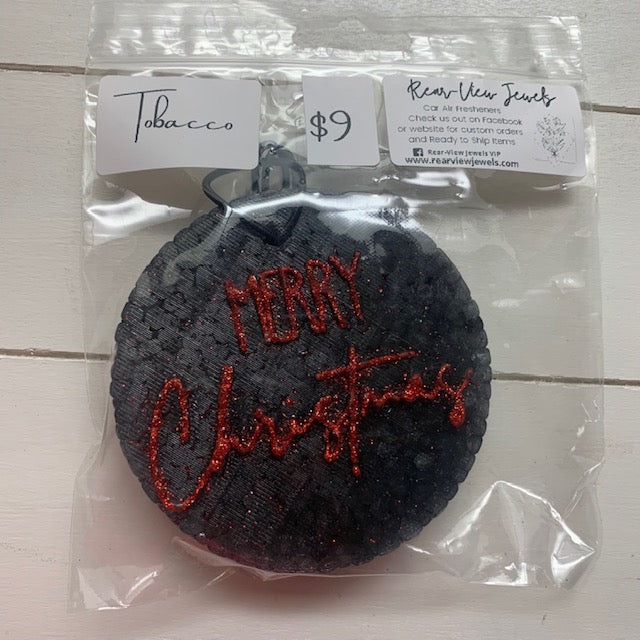 Tobacco
$9
Rear-View Jewels
Car Air Fresheners
Check us out on Facebook
or website for custom orders
and Ready to Ship Items
Rear-View Jewels VIP
www.rearviewjewels.com
MERRY
Christmas